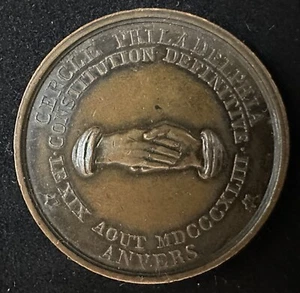 CERCLE PHILADELPHIA
CONSTITUTION DEFINITIVE
LE XIX AOUT MDCCCXLIII
ANVERS